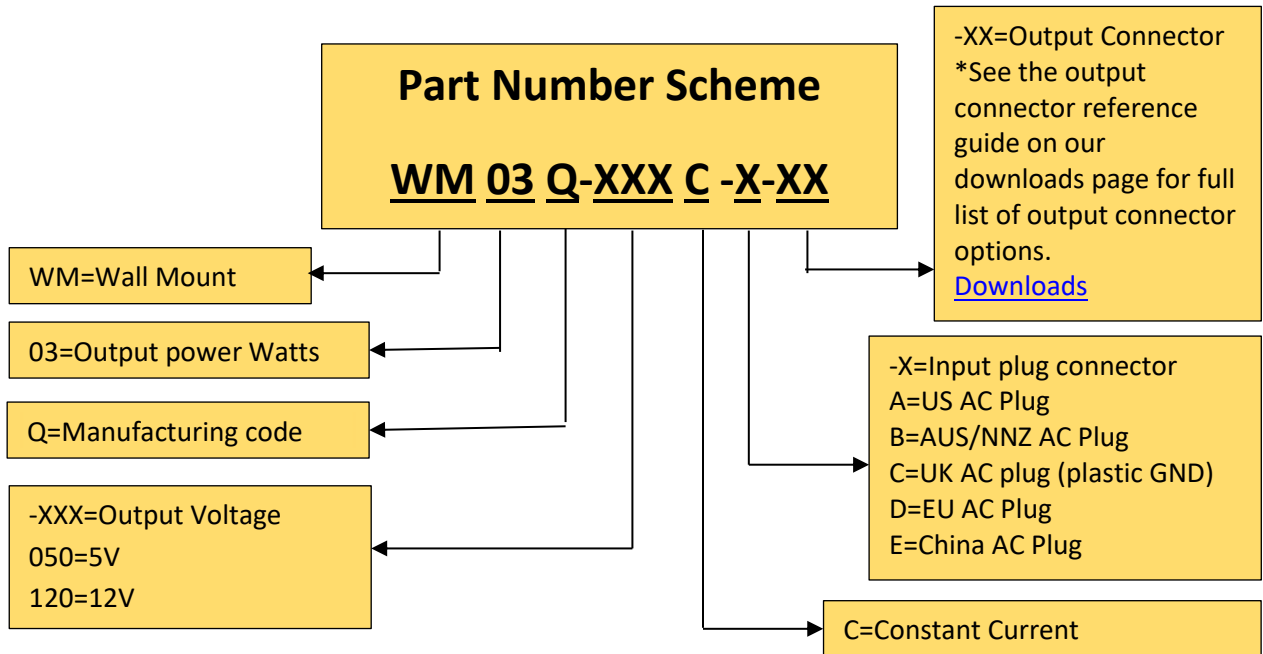 Part Number Scheme
WM 03 Q-XXX C -X-XX
-XX=Output Connector
*See the output
connector reference
guide on our
downloads page for full
list of output connector
options.
Downloads
WM=Wall Mount
03=Output power Watts
Q=Manufacturing code
-XXX=Output Voltage
050=5V
120=12V
-X=Input plug connector
A=US AC Plug
B=AUS/NNZ AC Plug
C=UK AC plug (plastic GND)
D=EU AC Plug
E=China AC Plug
C=Constant Current